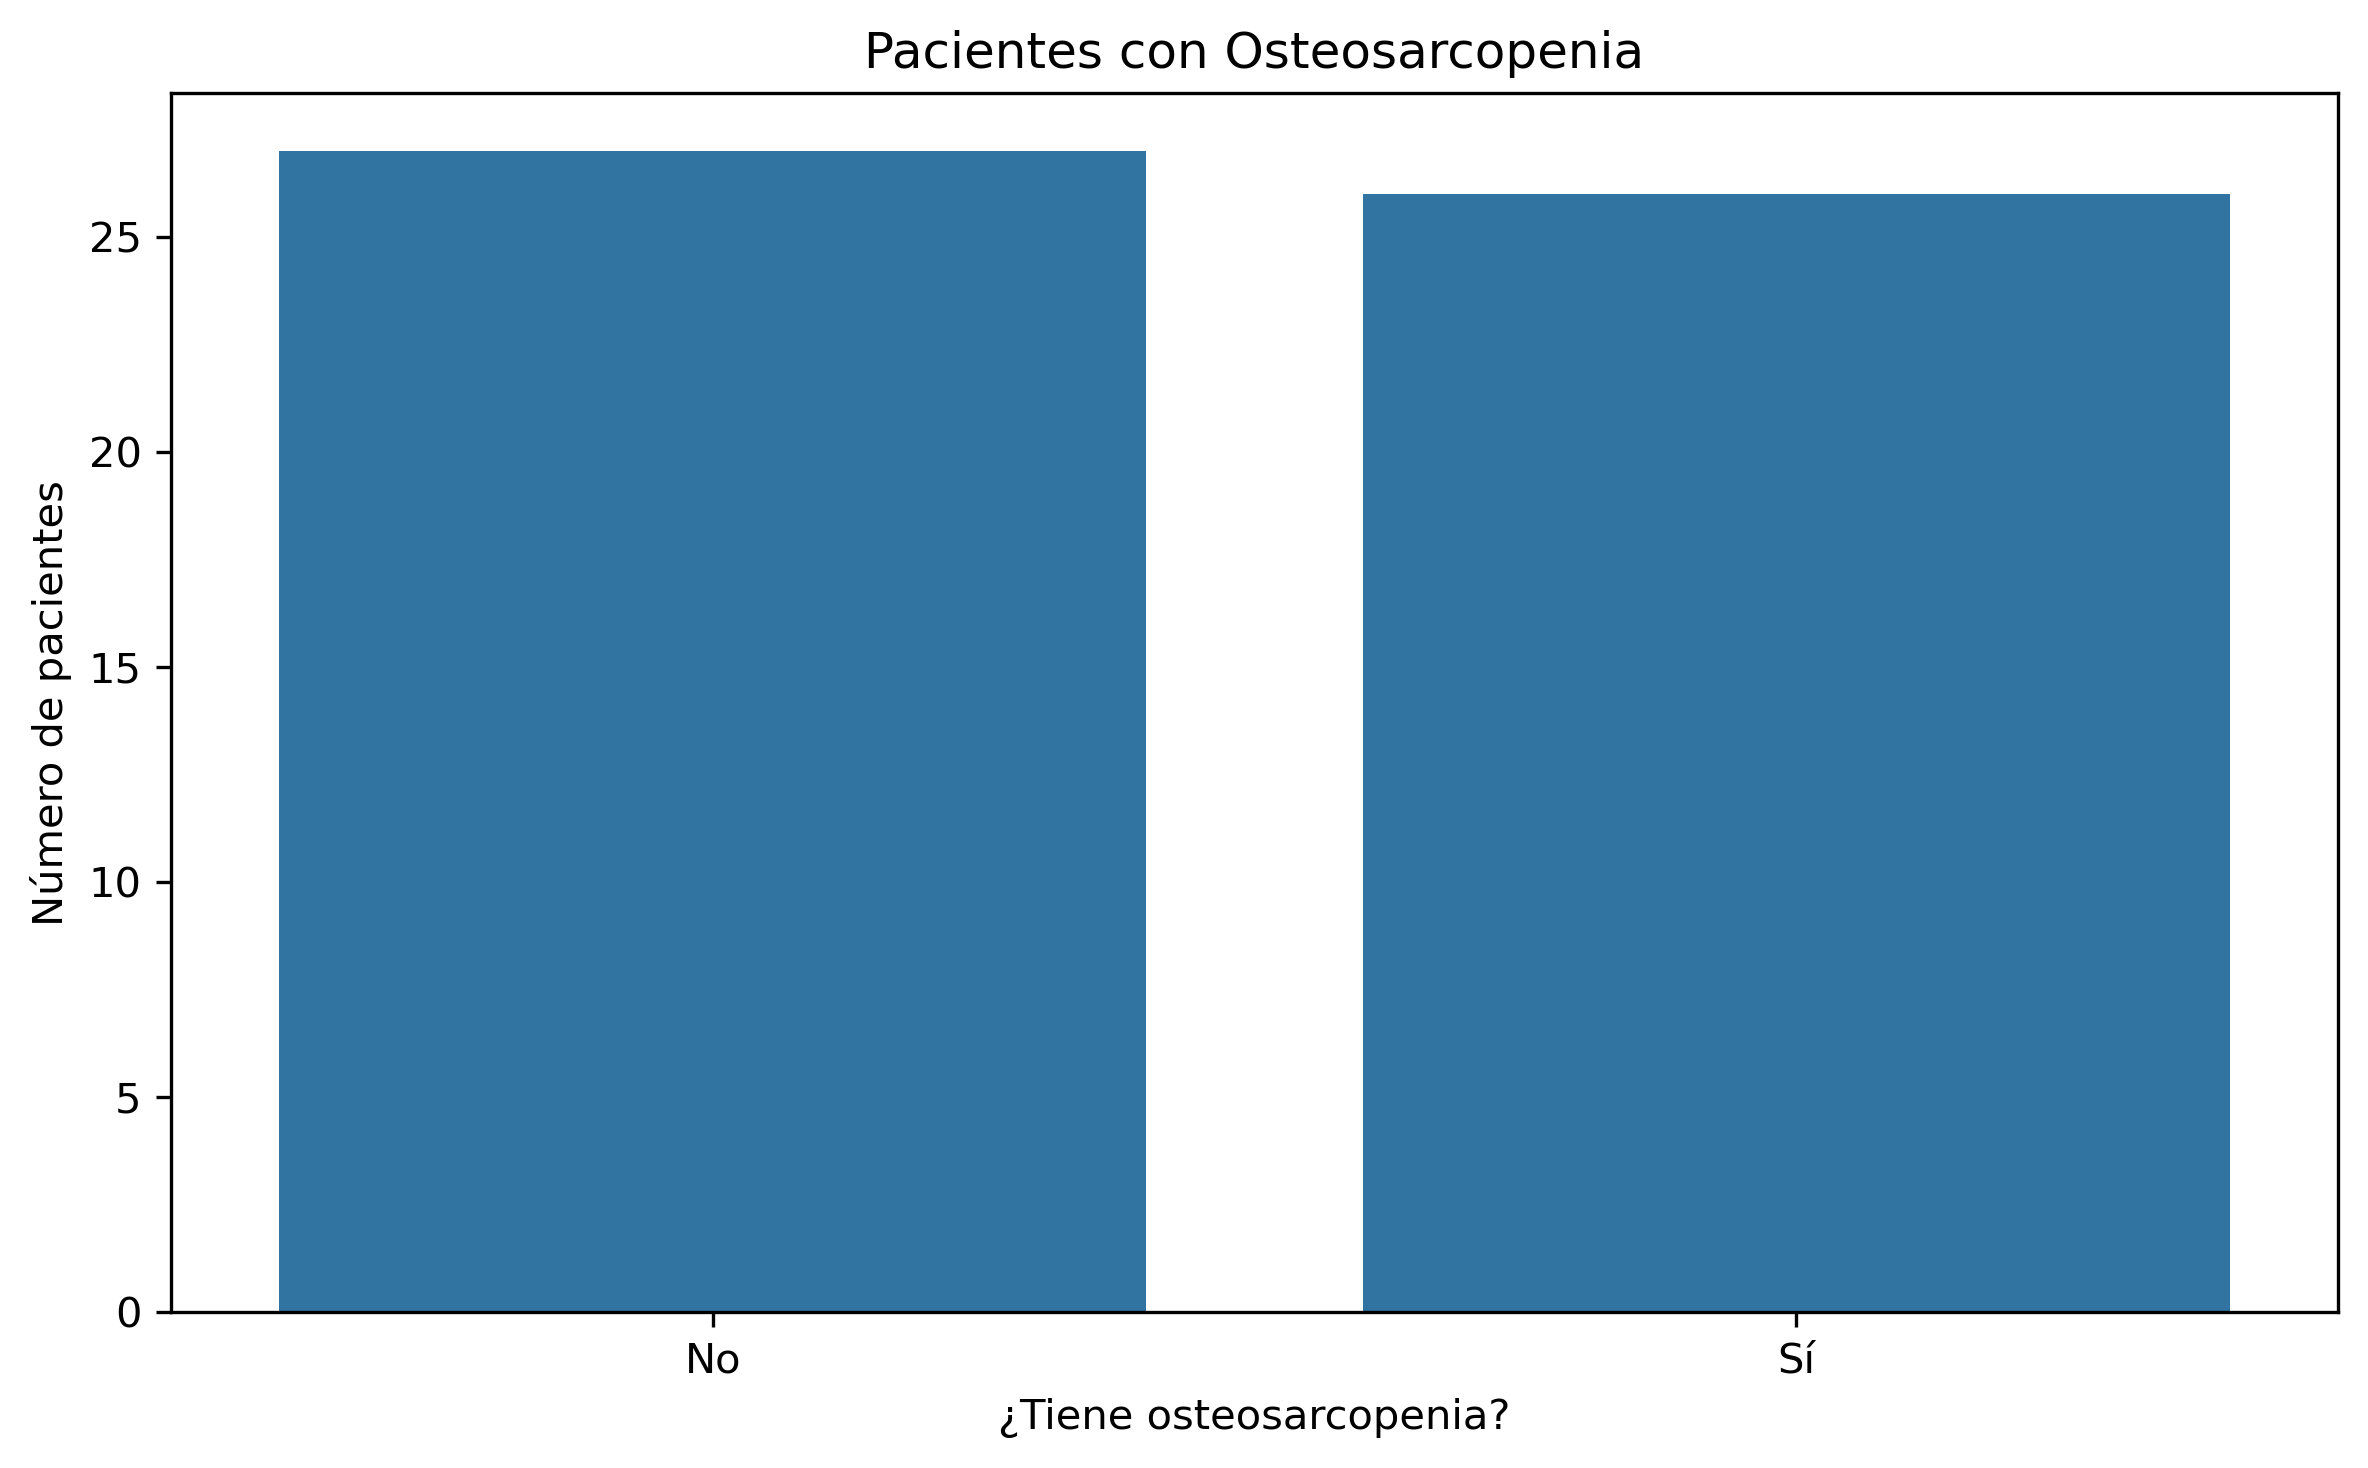 Pacientes con Osteosarcopenia
Número de pacientes
25
20
15
10
5
0
No
Sí
¿Tiene osteosarcopenia?